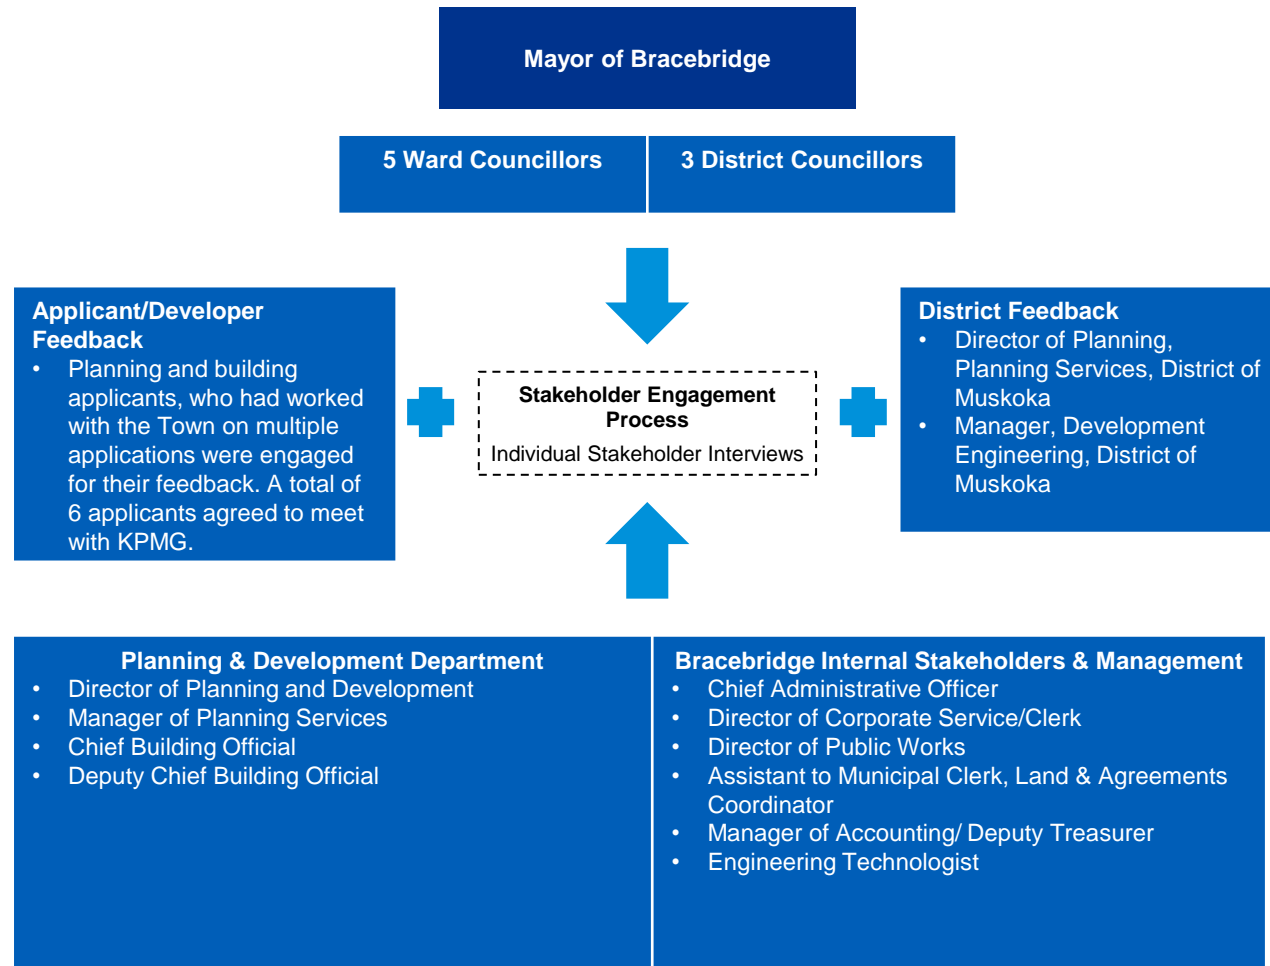 Mayor of Bracebridge
5 Ward Councillors
3 District Councillors
Applicant/Developer
Feedback
• Planning and building
applicants, who had worked
with the Town on multiple
applications were engaged
for their feedback. A total of
6 applicants agreed to meet
with KPMG.
Stakeholder Engagement
Process
Individual Stakeholder Interviews
District Feedback
• Director of Planning,
Planning Services, District of
Muskoka
• Manager, Development
Engineering, District of
Muskoka
Planning & Development Department
• Director of Planning and Development
• Manager of Planning Services
• Chief Building Official
• Deputy Chief Building Official
Bracebridge Internal Stakeholders & Management
• Chief Administrative Officer
• Director of Corporate Service/Clerk
• Director of Public Works
• Assistant to Municipal Clerk, Land & Agreements
Coordinator
• Manager of Accounting/ Deputy Treasurer
• Engineering Technologist